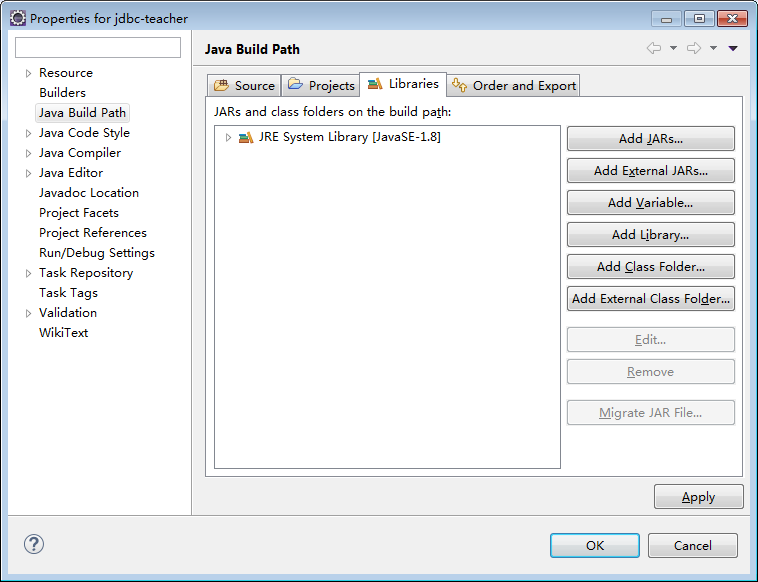 Properties for jdbc-teacher
Java Build Path
Resource
Builders
Java Build Path
Java Code Style
Java Compiler
Java Editor
Javadoc Location
Project Facets
Project References
Run/Debug Settings
Task Repository
Task Tags
Validation
WikiText
Source
Projects
Libraries
Order and Export
JARs and class folders on the build path:
JRE System Library [JavaSE-1.8]
Add JARs...
Add External JARs...
Add Variable...
Add Library...
Add Class Folder...
Add External Class Folder...
Edit...
Remove
Migrate JAR File...
Apply
?
OK
Cancel